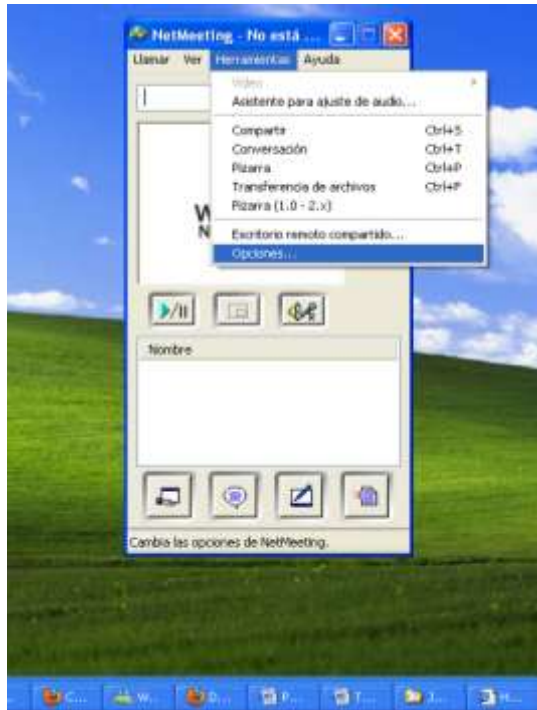 NetMeeting - No está ...
Llamar Ver Herramientas Ayuda
Vídeo
Asistente para ajuste de audio...
Compartir Ctrl+S
Conversación Ctrl+T
Pizarra Ctrl+P
Transferencia de archivos Ctrl+F
Pizarra (1.0 - 2.x)
Escritorio remoto compartido...
Opciones...
W
N
Nombre
Cambia las opciones de NetMeeting.
C... W... D... P... T... J... H...